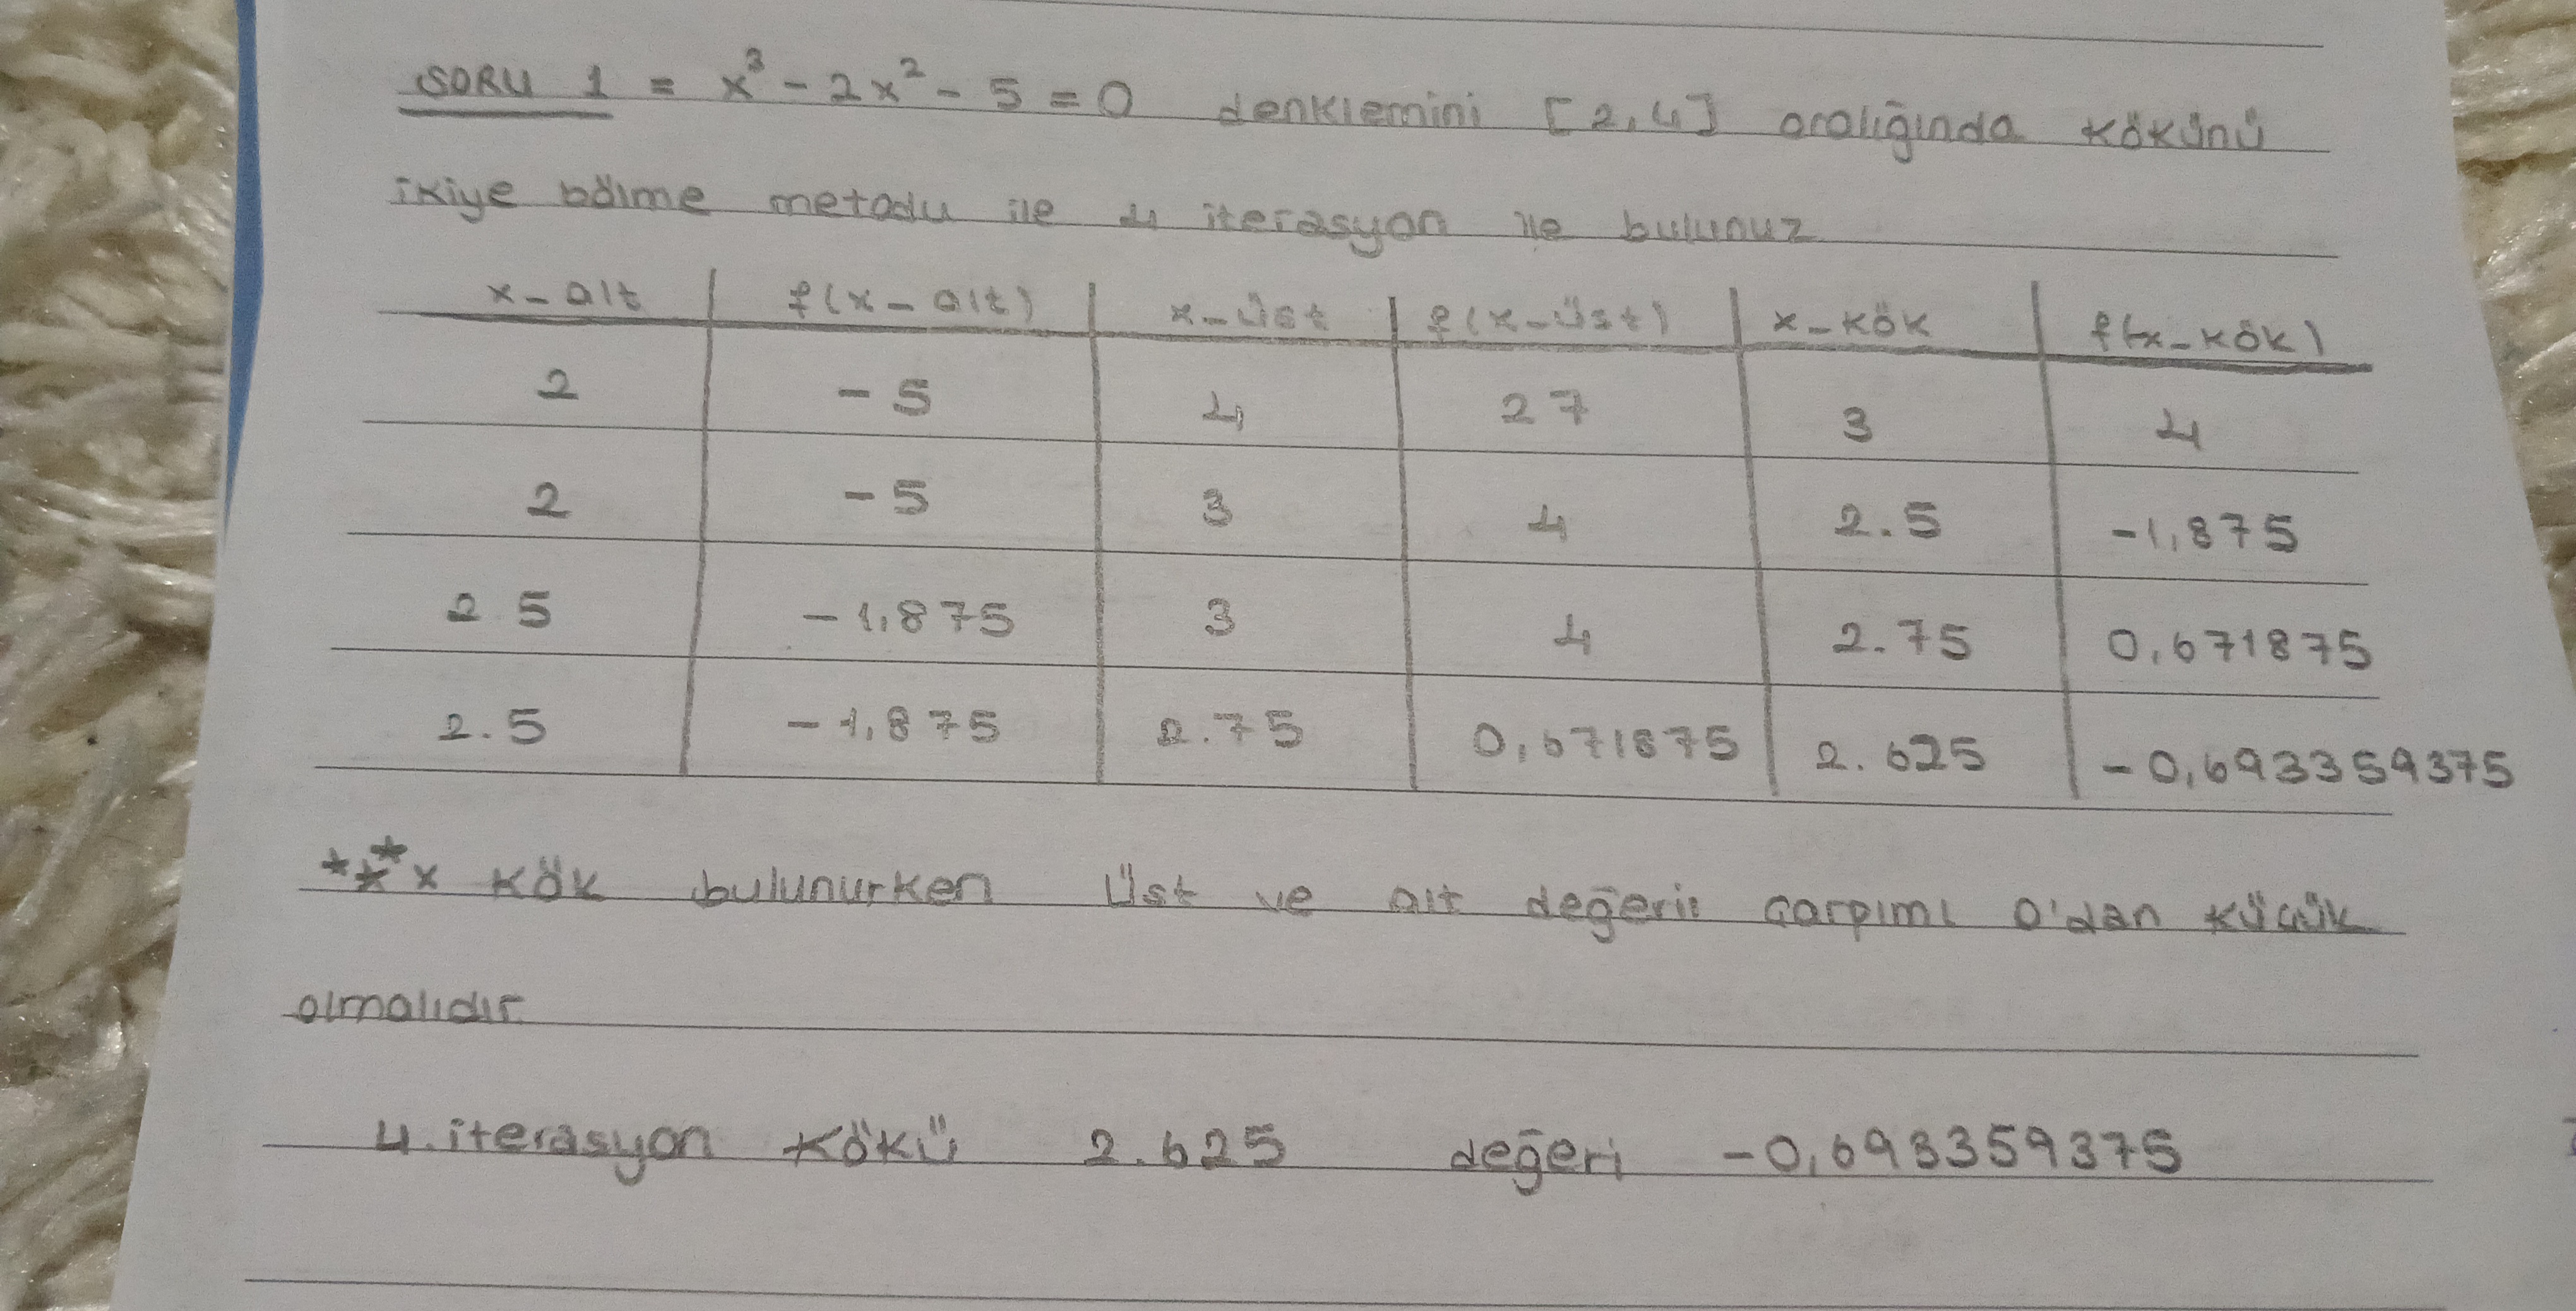 SORU 1 = x³ - 2x² - 5 = 0 denklemini [2,4] aralığında kökünü
ikiye bölme metodu ile 4 iterasyon ile bulunuz
x-alt f(x-alt) x-üst f(x-üst) x-kök f(x-kök)
2 -5 4 27 3 4
2 -5 3 4 2.5 -1,875
2.5 -1,875 3 4 2.75 0,671875
2.5 -1,875 2.75 0,671875 2.625 -0,693359375
*** x kök bulunurken üst ve alt değerin çarpımı 0'dan küçük
olmalıdır.
4. iterasyon kökü 2.625 değeri -0,693359375